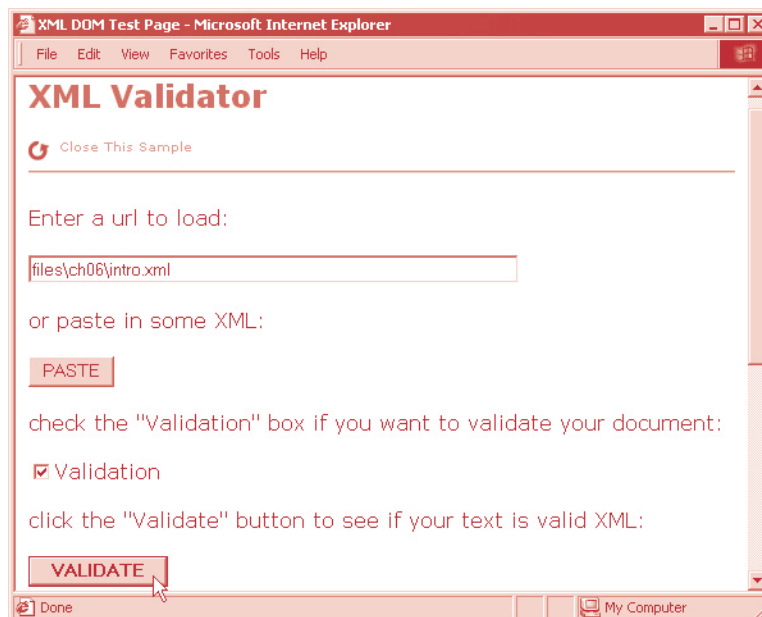 XML DOM Test Page - Microsoft Internet Explorer
File Edit View Favorites Tools Help
XML Validator
Close This Sample
Enter a url to load:
files\ch06\intro.xml
or paste in some XML:
PASTE
check the "Validation" box if you want to validate your document:
Validation
click the "Validate" button to see if your text is valid XML:
VALIDATE
Done My Computer